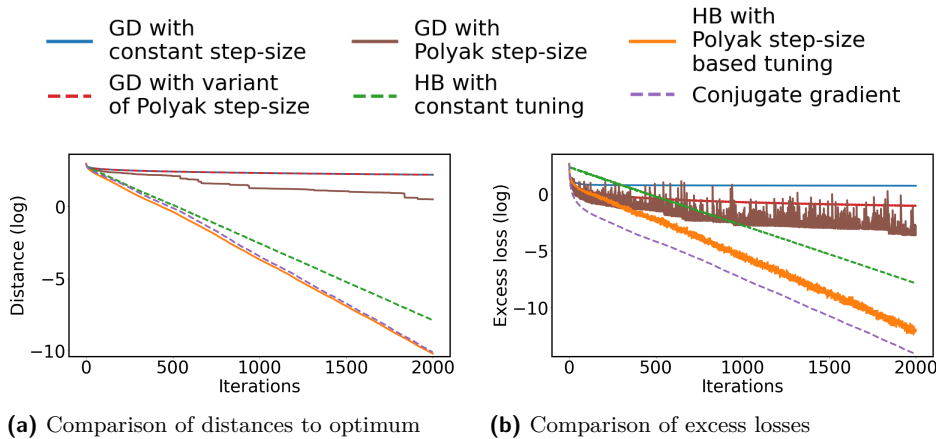 GD with
constant step-size
GD with
Polyak step-size
HB with
Polyak step-size
based tuning
GD with variant
of Polyak step-size
HB with
constant tuning
Conjugate gradient
Distance (log)
0
−5
−10
0 500 1000 1500 2000
Iterations
Excess loss (log)
0
−5
−10
0 500 1000 1500 2000
Iterations
(a) Comparison of distances to optimum
(b) Comparison of excess losses